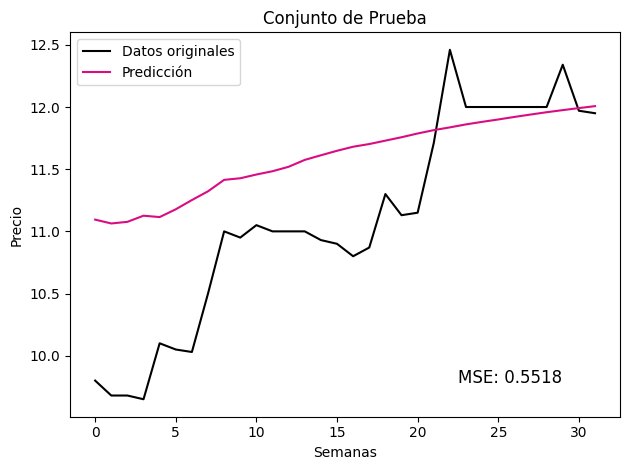 Conjunto de Prueba
Datos originales
Predicción
12.5
12.0
11.5
11.0
10.5
10.0
Precio
MSE: 0.5518
0 5 10 15 20 25 30
Semanas